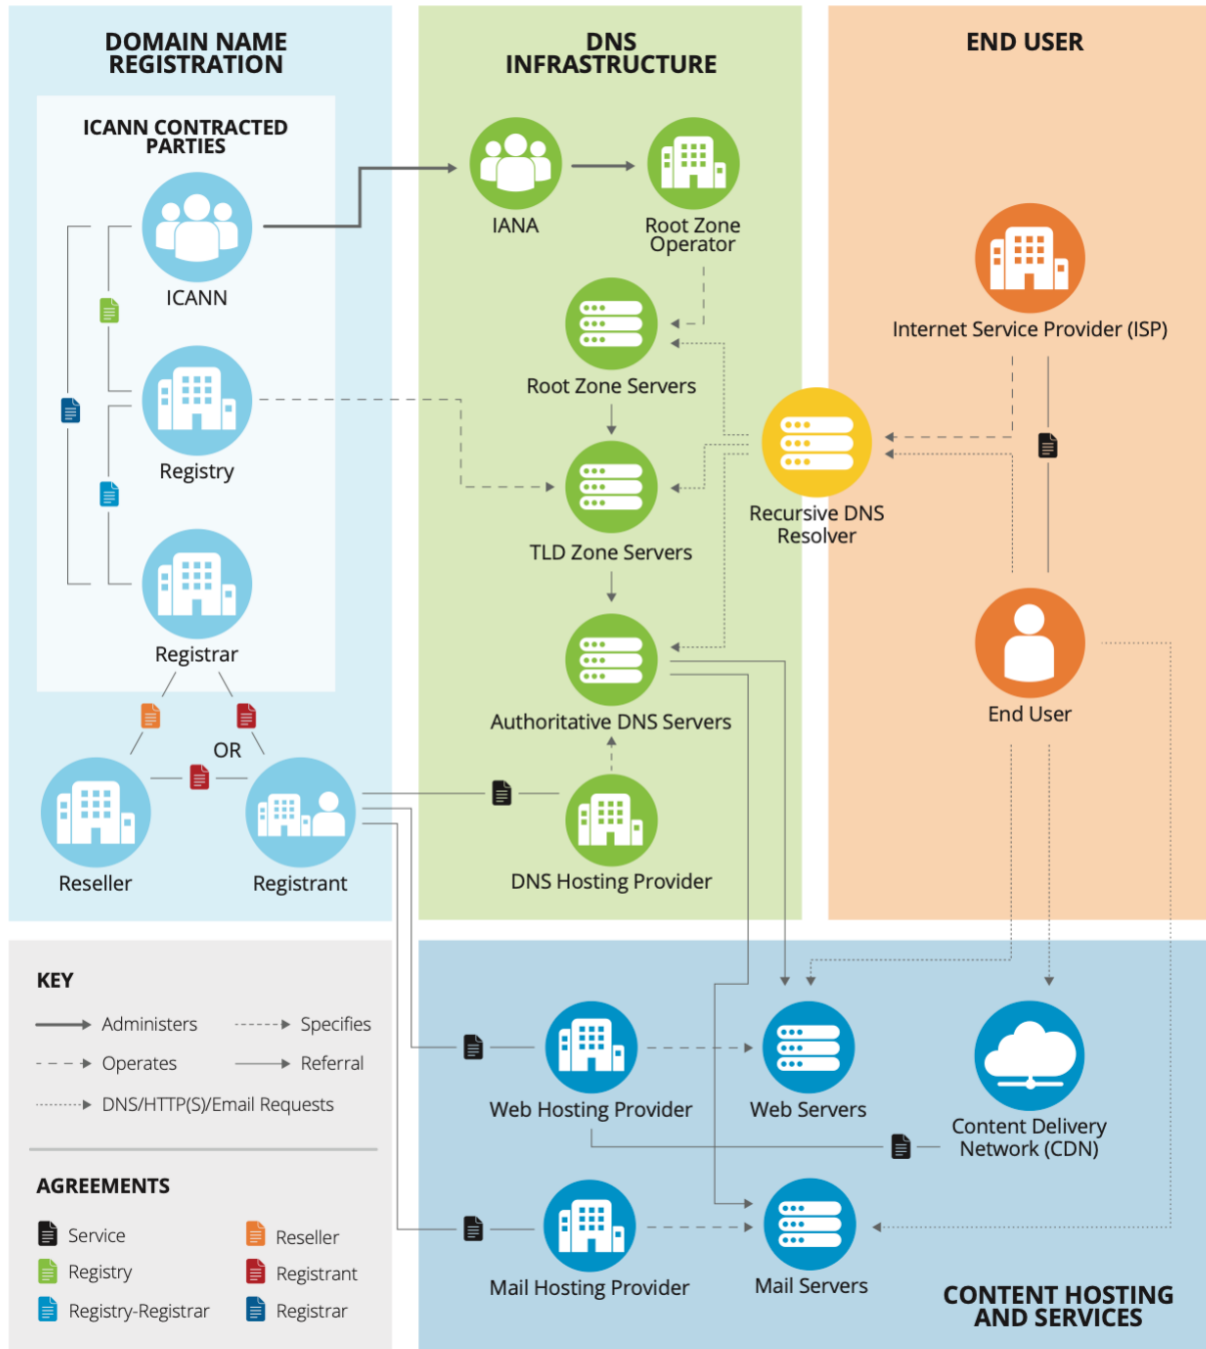 DOMAIN NAME
REGISTRATION
ICANN CONTRACTED
PARTIES
ICANN
Registry
Registrar
OR
Reseller
Registrant
DNS
INFRASTRUCTURE
IANA
Root Zone
Operator
Root Zone Servers
TLD Zone Servers
Authoritative DNS Servers
DNS Hosting Provider
Recursive DNS
Resolver
END USER
Internet Service Provider (ISP)
End User
KEY
Administers
Specifies
Operates
Referral
DNS/HTTP(S)/Email Requests
AGREEMENTS
Service
Reseller
Registry
Registrant
Registry-Registrar
Registrar
Web Hosting Provider
Web Servers
Content Delivery
Network (CDN)
Mail Hosting Provider
Mail Servers
CONTENT HOSTING
AND SERVICES